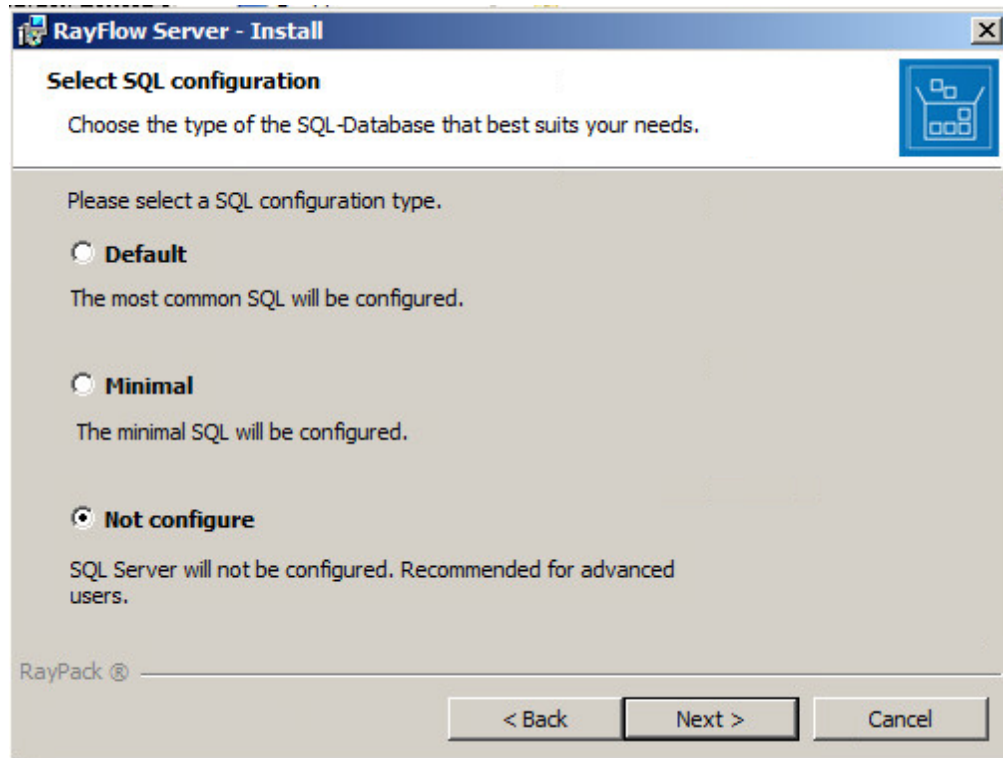 RayFlow Server - Install
Select SQL configuration
Choose the type of the SQL-Database that best suits your needs.
Please select a SQL configuration type.
Default
The most common SQL will be configured.
Minimal
The minimal SQL will be configured.
Not configure
SQL Server will not be configured. Recommended for advanced
users.
RayPack ®
< Back Next > Cancel